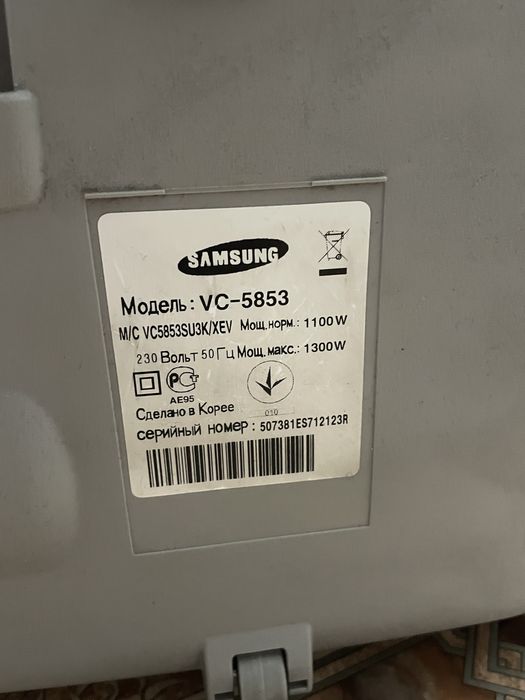 SAMSUNG
Модель: VC-5853
M/C VC5853SU3K/XEV Мощ.норм.: 1100W
230 Вольт 50 Гц Мощ.макс.: 1300W
АЕ95
010
Сделано в Корее
серийный номер: 507381ES712123R